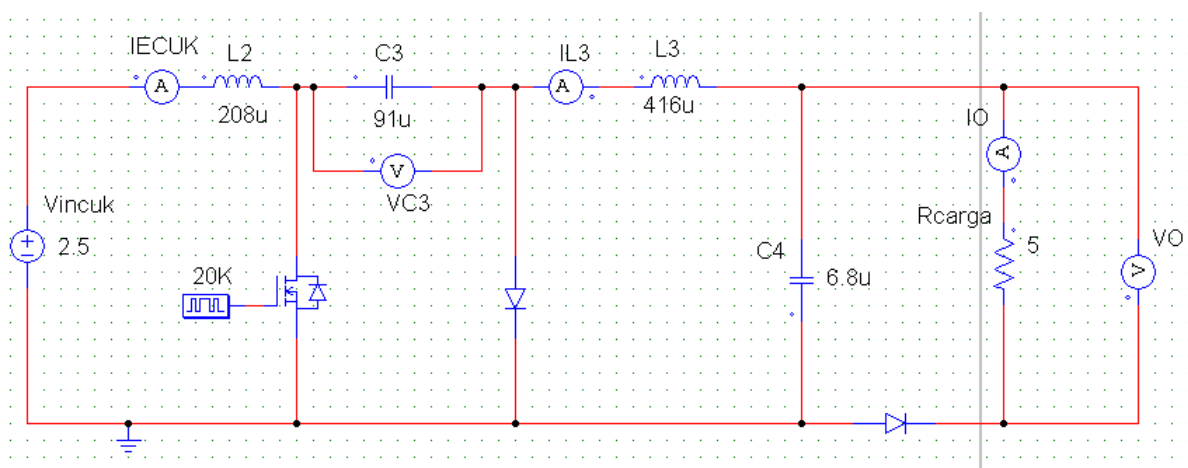 IECUK
L2
C3
IL3
L3
A
A
208u
91u
416u
V
VC3
IO
A
Vincuk
2.5
Rcarga
5
VO
V
C4
6.8u
20K